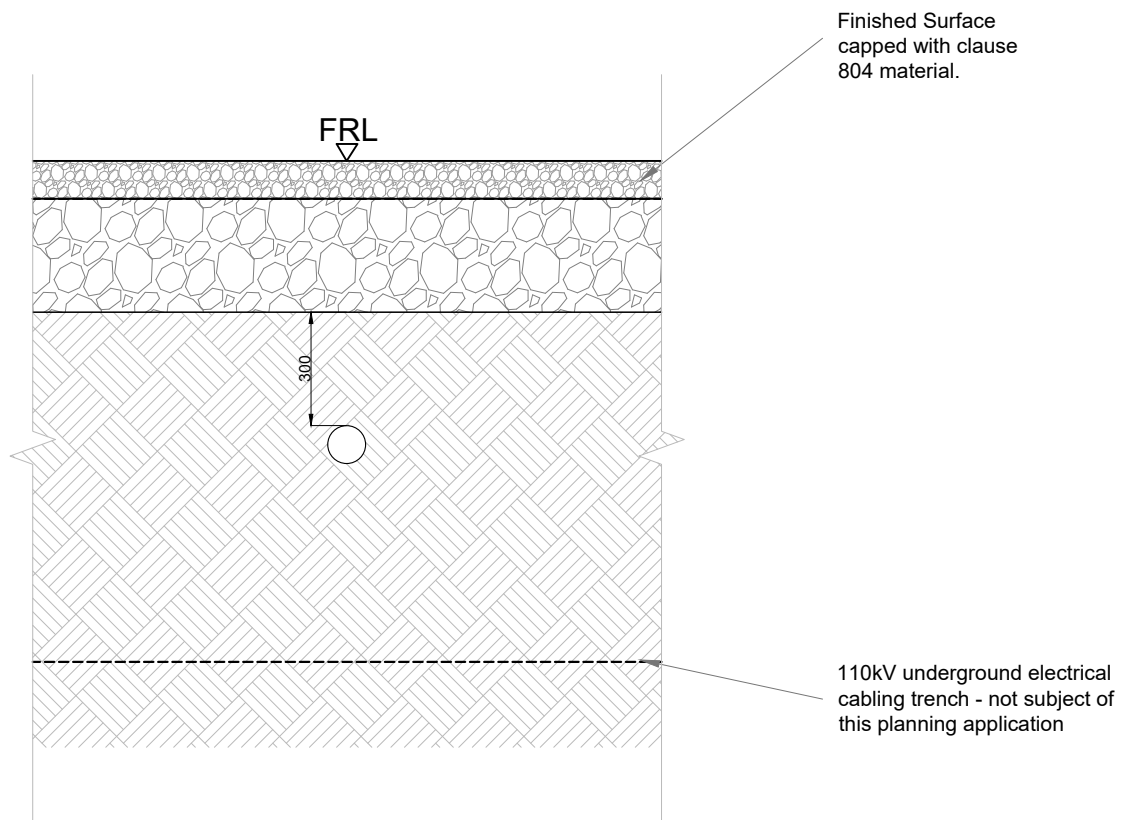 Finished Surface
capped with clause
804 material.
FRL
300
110kV underground electrical
cabling trench - not subject of
this planning application